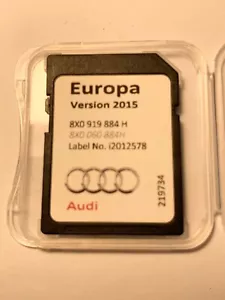 Europa
Version 2015
8X0 919 884 H
8X0 060 884H
Label No. i2012578
Audi
219734